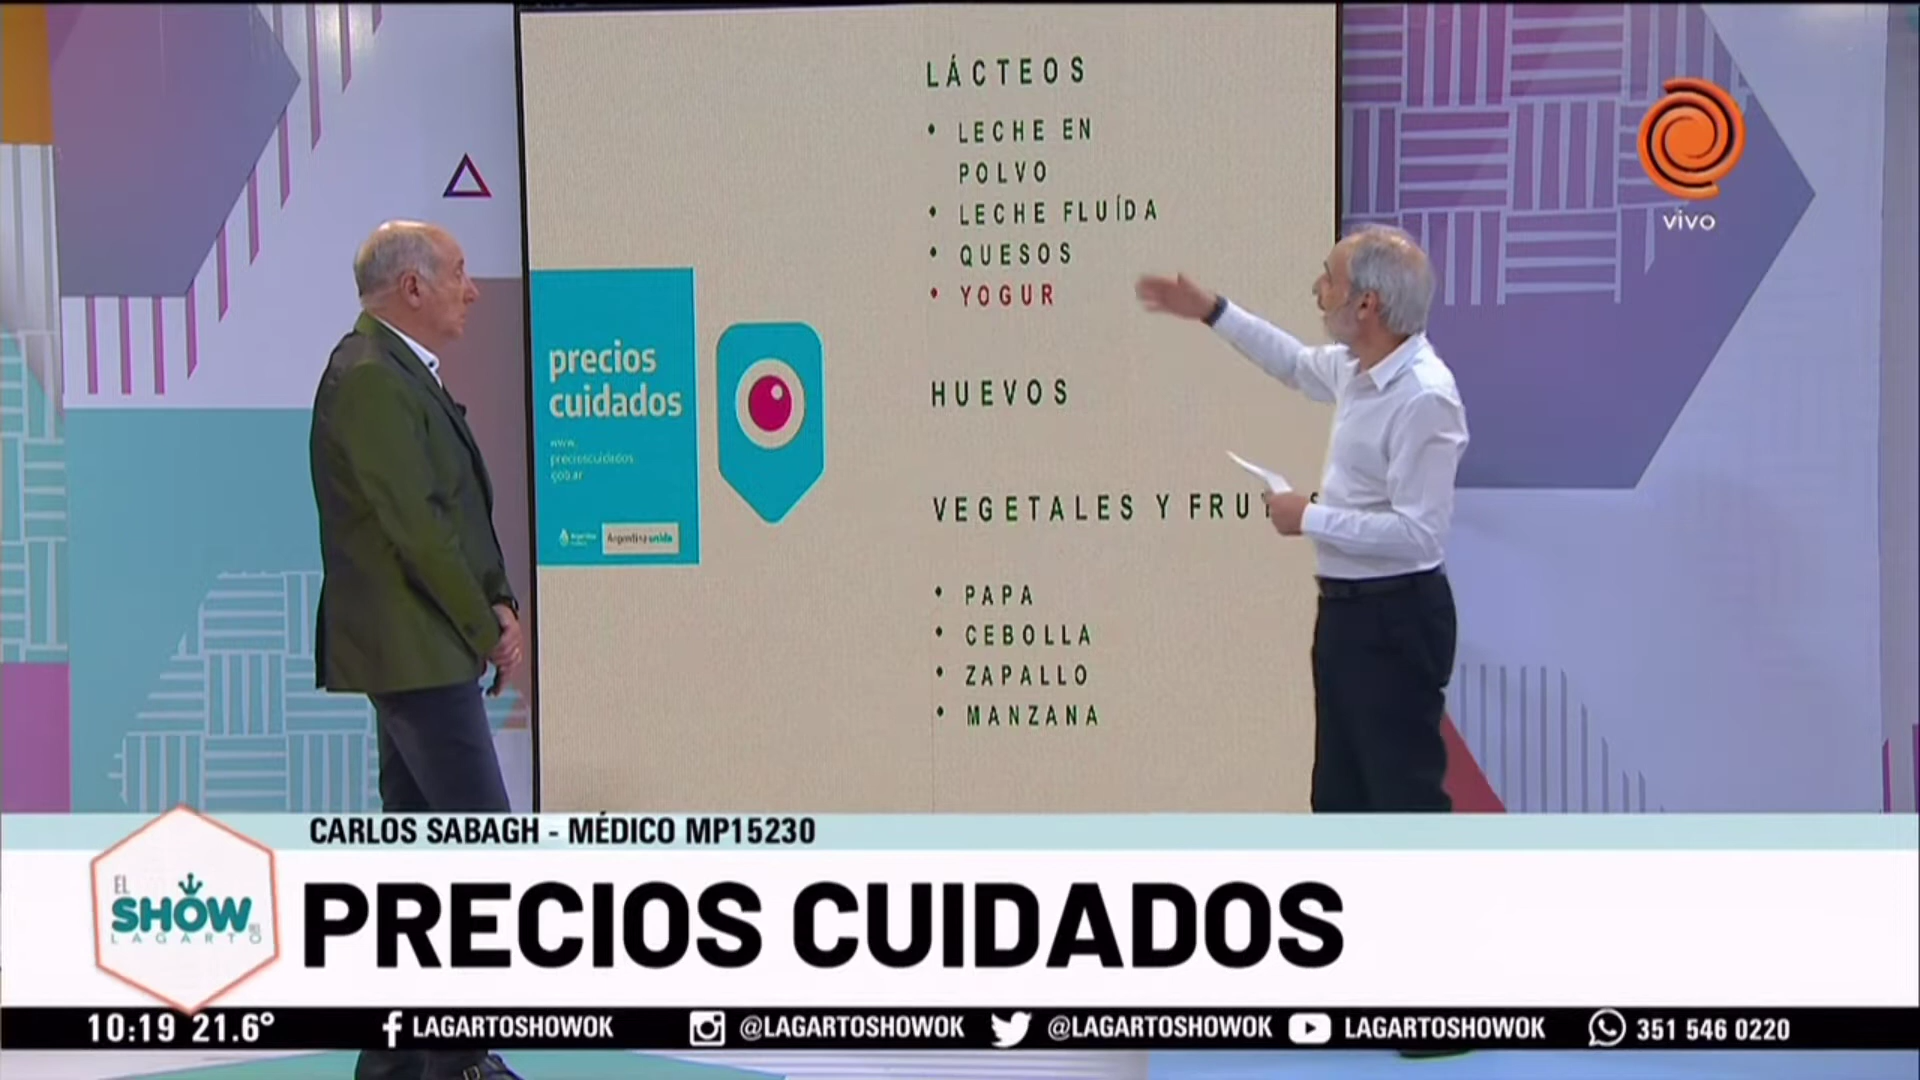 LÁCTEOS
• LECHE EN
POLVO
• LECHE FLUÍDA
• QUESOS
• YOGUR
HUEVOS
VEGETALES Y FRU
• PAPA
• CEBOLLA
• ZAPALLO
• MANZANA
precios
cuidados
www.
precioscuidados.
gob.ar
Argentina unida
vivo
CARLOS SABAGH - MÉDICO MP15230
EL
SHOW
LAGARTO
PRECIOS CUIDADOS
10:19 21.6°
LAGARTOSHOWOK
@LAGARTOSHOWOK
@LAGARTOSHOWOK
LAGARTOSHOWOK
351 546 0220